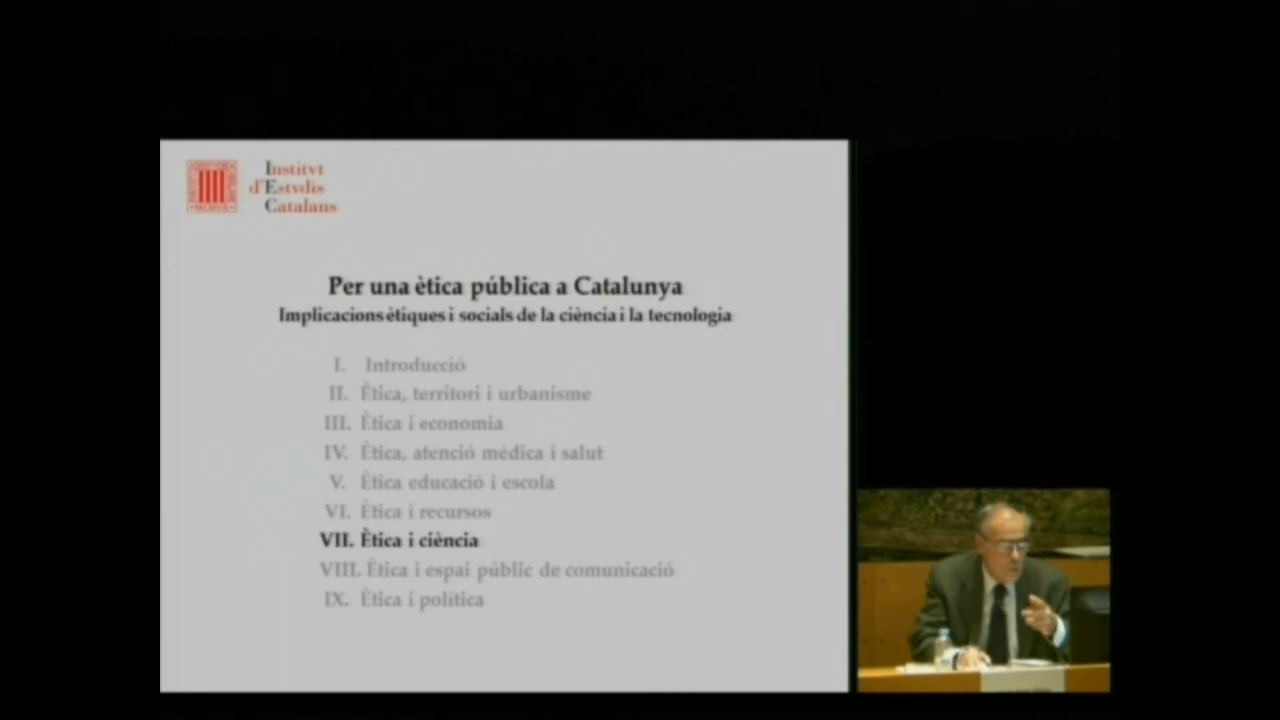 Institvt
d'Estvdis
Catalans
Per una ètica pública a Catalunya
Implicacions ètiques i socials de la ciència i la tecnologia
I. Introducció
II. Ètica, territori i urbanisme
III. Ètica i economia
IV. Ètica, atenció mèdica i salut
V. Ètica educació i escola
VI. Ètica i recursos
VII. Ètica i ciència
VIII. Ètica i espai públic de comunicació
IX. Ètica i política